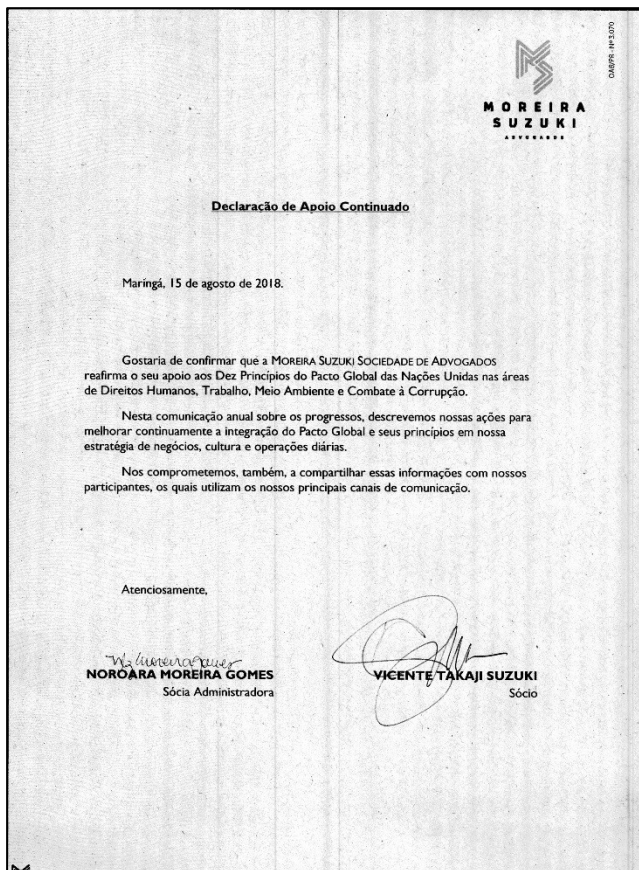 OAB/PR - Nº 3.070
MOREIRA
SUZUKI
ADVOGADOS
Declaração de Apoio Continuado
Maringá, 15 de agosto de 2018.
Gostaria de confirmar que a MOREIRA SUZUKI SOCIEDADE DE ADVOGADOS
reafirma o seu apoio aos Dez Princípios do Pacto Global das Nações Unidas nas áreas
de Direitos Humanos, Trabalho, Meio Ambiente e Combate à Corrupção.
Nesta comunicação anual sobre os progressos, descrevemos nossas ações para
melhorar continuamente a integração do Pacto Global e seus princípios em nossa
estratégia de negócios, cultura e operações diárias.
Nos comprometemos, também, a compartilhar essas informações com nossos
participantes, os quais utilizam os nossos principais canais de comunicação.
Atenciosamente,
NOROARA MOREIRA GOMES
VICENTE TAKAJI SUZUKI
Sócia Administradora
Sócio